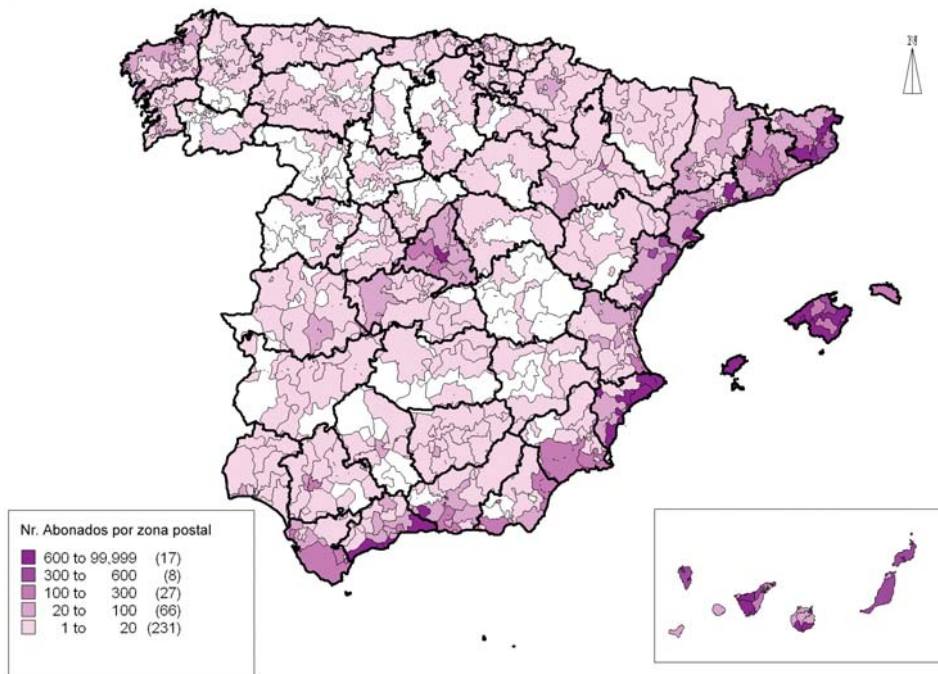 N
Nr. Abonados por zona postal
600 to 99,999 (17)
300 to 600 (8)
100 to 300 (27)
20 to 100 (66)
1 to 20 (231)